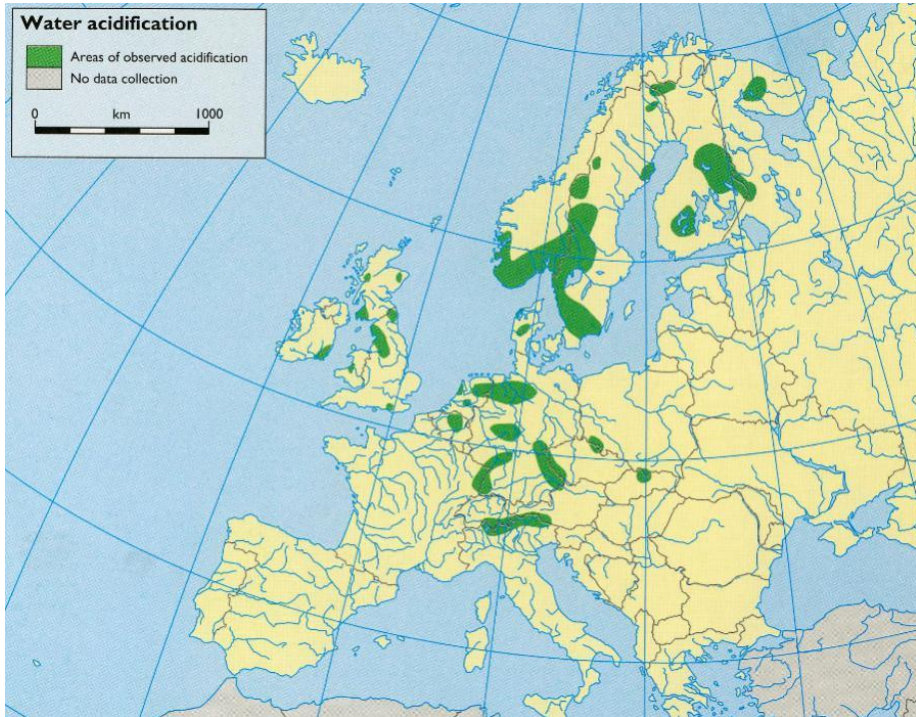 Water acidification
Areas of observed acidification
No data collection
0 km 1000